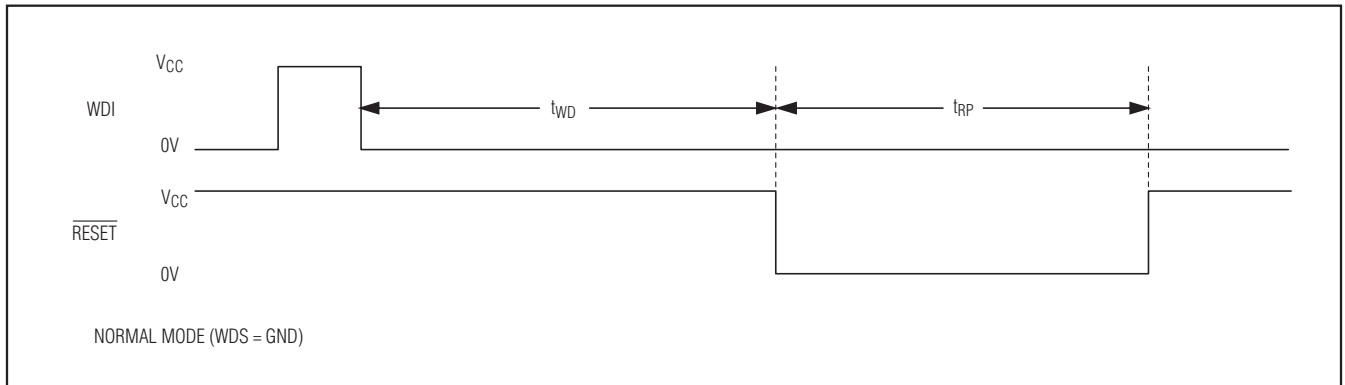 VCC
WDI
tWD
tRP
0V
VCC
RESET
0V
NORMAL MODE (WDS = GND)